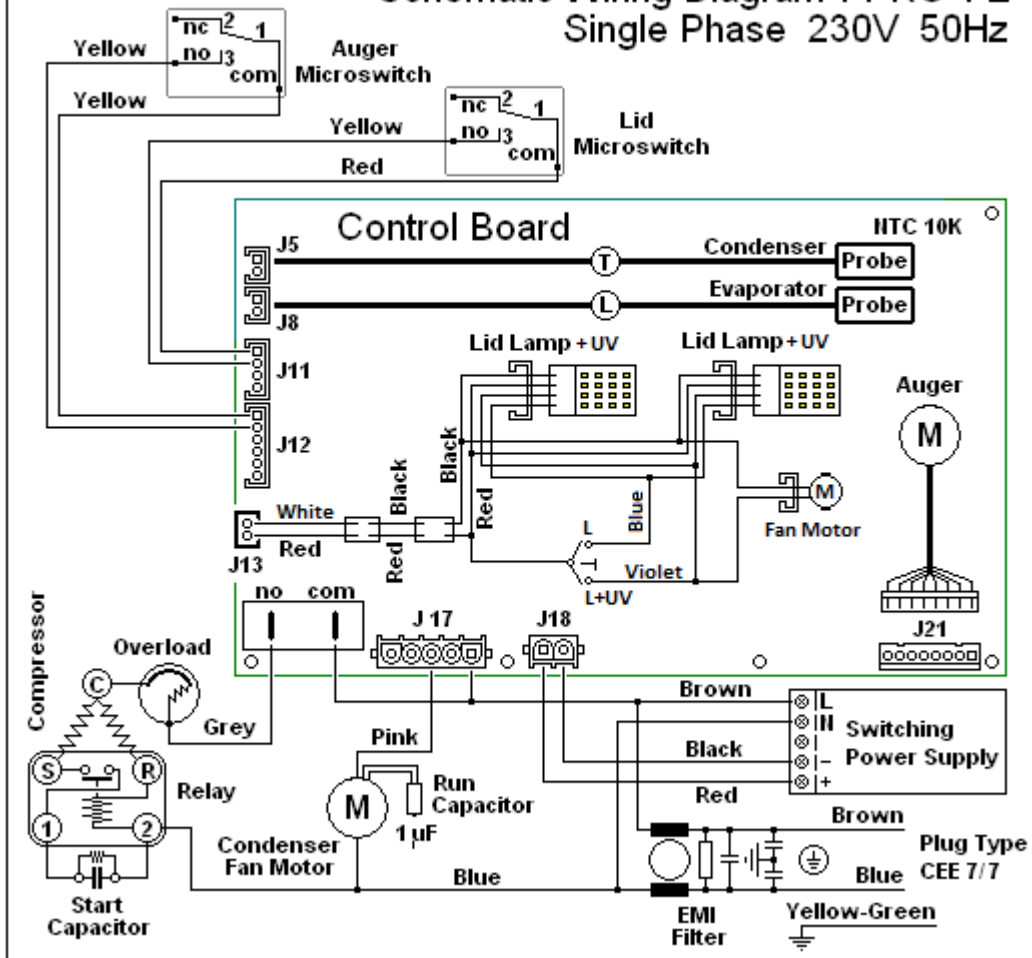 Single Phase 230V 50Hz
nc 2 1
no 3
com
Auger
Microswitch
Yellow
Yellow
nc 2 1
no 3
com
Lid
Microswitch
Yellow
Red
Control Board
NTC 10K
J5
T
Condenser
Probe
J8
L
Evaporator
Probe
Lid Lamp + UV
Lid Lamp + UV
J11
J12
Auger
M
Black
Red
Blue
M
Fan Motor
White
Black
Red
Red
J13
L
Violet
L+UV
no com
J 17
J18
J21
Compressor
Overload
C
Grey
S
R
Relay
1
2
Start
Capacitor
Pink
M
Run
Capacitor
1 uF
Condenser
Fan Motor
Blue
Brown
Black
Red
L
N
|
–
+
Switching
Power Supply
Brown
Blue
Plug Type
CEE 7/7
Yellow-Green
EMI
Filter